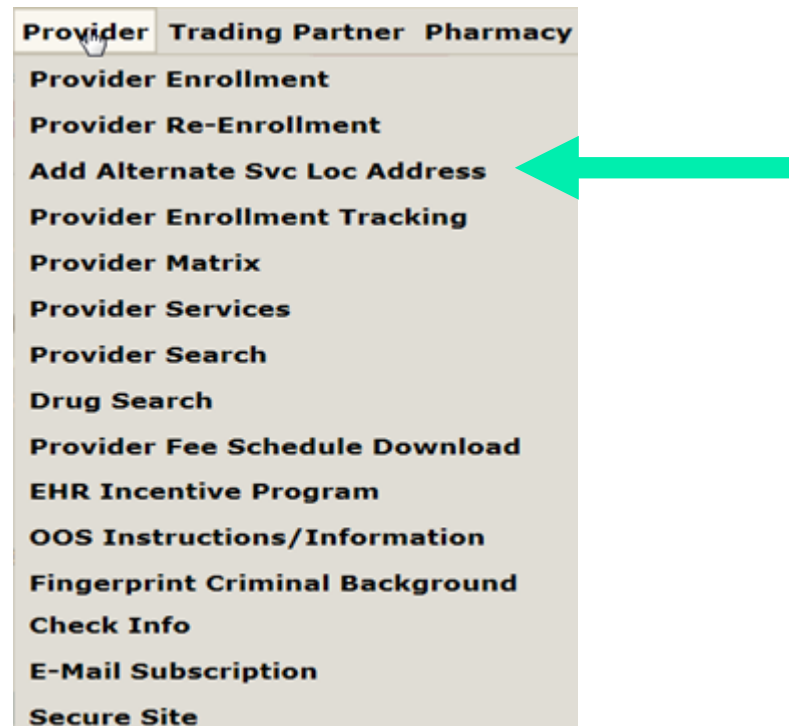 Provider Trading Partner Pharmacy
Provider Enrollment
Provider Re-Enrollment
Add Alternate Svc Loc Address
Provider Enrollment Tracking
Provider Matrix
Provider Services
Provider Search
Drug Search
Provider Fee Schedule Download
EHR Incentive Program
OOS Instructions/Information
Fingerprint Criminal Background
Check Info
E-Mail Subscription
Secure Site